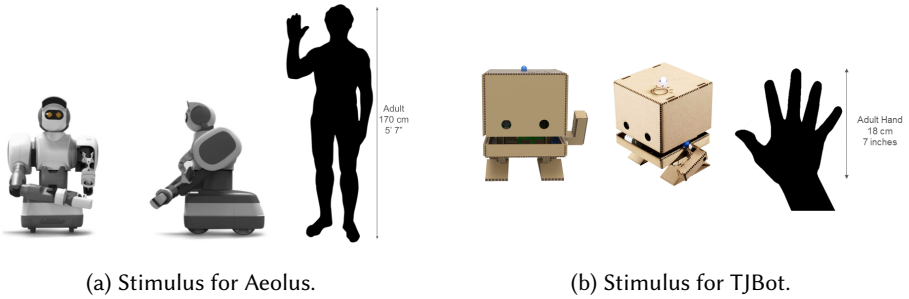 Adult
170 cm
5' 7"
Adult Hand
18 cm
7 inches
(a) Stimulus for Aeolus.
(b) Stimulus for TJBot.